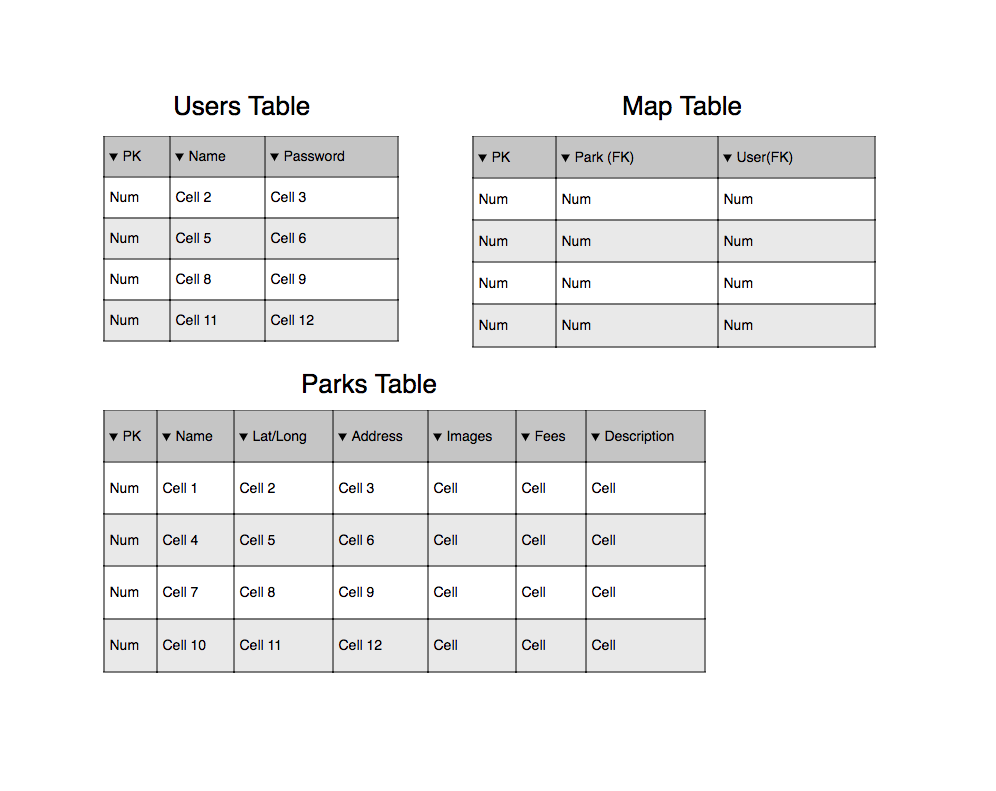 Users Table
▼ PK ▼ Name ▼ Password
Num Cell 2 Cell 3
Num Cell 5 Cell 6
Num Cell 8 Cell 9
Num Cell 11 Cell 12
Map Table
▼ PK ▼ Park (FK) ▼ User(FK)
Num Num Num
Num Num Num
Num Num Num
Num Num Num
Parks Table
▼ PK ▼ Name ▼ Lat/Long ▼ Address ▼ Images ▼ Fees ▼ Description
Num Cell 1 Cell 2 Cell 3 Cell Cell Cell
Num Cell 4 Cell 5 Cell 6 Cell Cell Cell
Num Cell 7 Cell 8 Cell 9 Cell Cell Cell
Num Cell 10 Cell 11 Cell 12 Cell Cell Cell